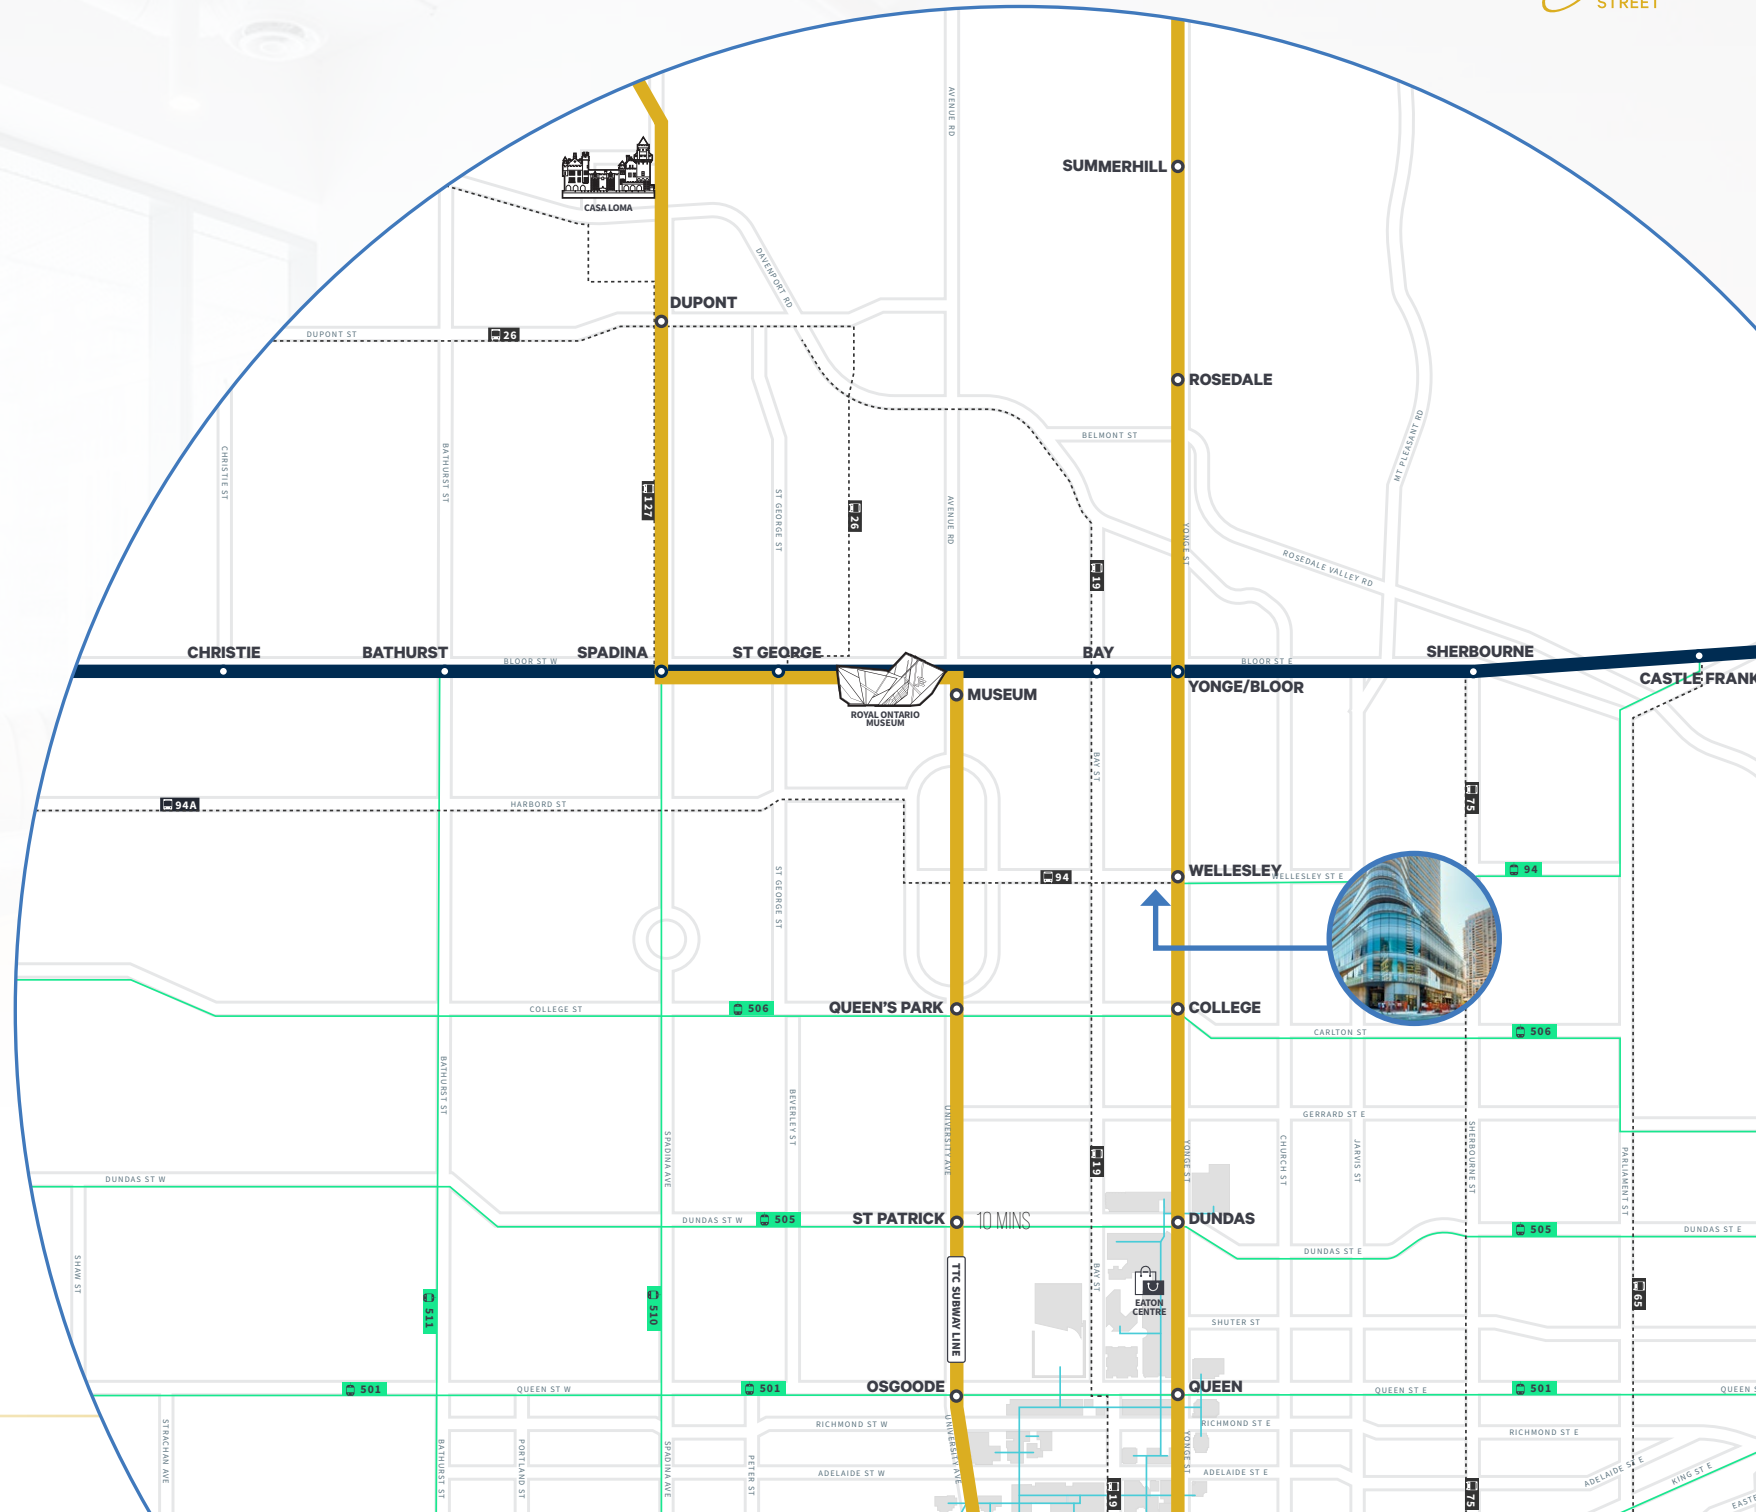 STREET
AVENUE RD
SUMMERHILL
CASA LOMA
DAVENPORT RD
DUPONT
DUPONT ST
26
ROSEDALE
BELMONT ST
MT PLEASANT RD
CHRISTIE ST
BATHURST ST
127
ST GEORGE ST
26
AVENUE RD
YONGE ST
19
ROSEDALE VALLEY RD
CHRISTIE
BATHURST
BLOOR ST W
SPADINA
ST GEORGE
BAY
BLOOR ST E
SHERBOURNE
CASTLE FRANK
YONGE/BLOOR
MUSEUM
ROYAL ONTARIO
MUSEUM
BAY ST
94A
HARBORD ST
75
WELLESLEY
WELLESLEY ST E
94
94
ST GEORGE ST
COLLEGE ST
506
QUEEN'S PARK
COLLEGE
CARLTON ST
506
BATHURST ST
BEVERLEY ST
UNIVERSITY AVE
GERRARD ST E
SPADINA AVE
19
YONGE ST
CHURCH ST
JARVIS ST
SHERBOURNE ST
PARLIAMENT ST
DUNDAS ST W
DUNDAS ST W
505
ST PATRICK
10 MINS
DUNDAS
505
DUNDAS ST E
DUNDAS ST E
SHAW ST
TTC SUBWAY LINE
BAY ST
EATON
CENTRE
511
510
65
SHUTER ST
501
QUEEN ST W
501
OSGOODE
QUEEN
QUEEN ST E
501
QUEEN S
STRACHAN AVE
BATHURST ST
PORTLAND ST
SPADINA AVE
PETER ST
RICHMOND ST W
UNIVERSITY AVE
YONGE ST
RICHMOND ST E
RICHMOND ST E
ADELAIDE ST W
ADELAIDE ST E
19
75
ADELAIDE ST E
KING ST E
EASTE